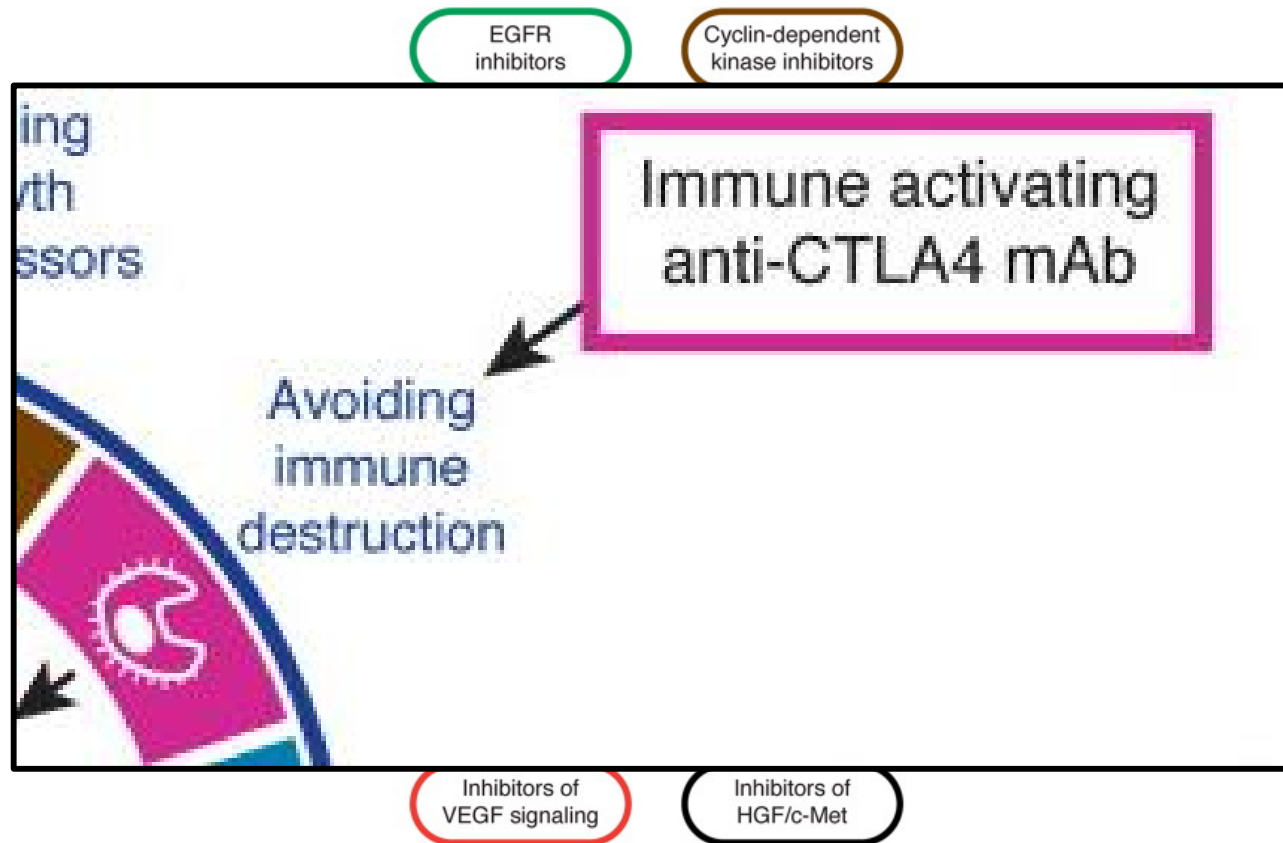 EGFR
inhibitors
Cyclin-dependent
kinase inhibitors
ing
ssors
Immune activating
anti-CTLA4 mAb
Avoiding
immune
destruction
Inhibitors of
VEGF signaling
Inhibitors of
HGF/c-Met